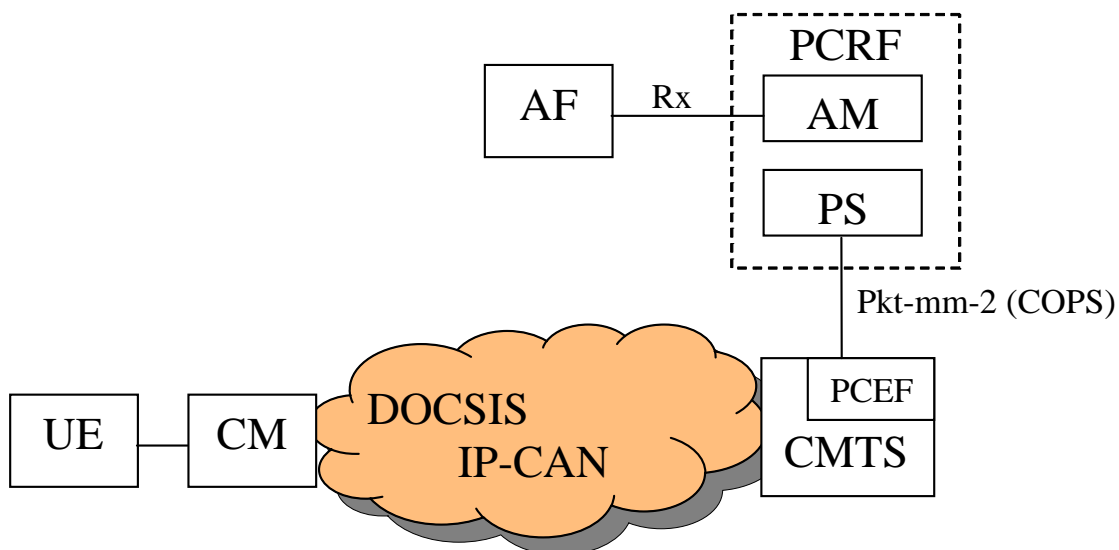 PCRF
AF
Rx
AM
PS
Pkt-mm-2 (COPS)
PCEF
DOCSIS
UE
CM
IP-CAN
CMTS